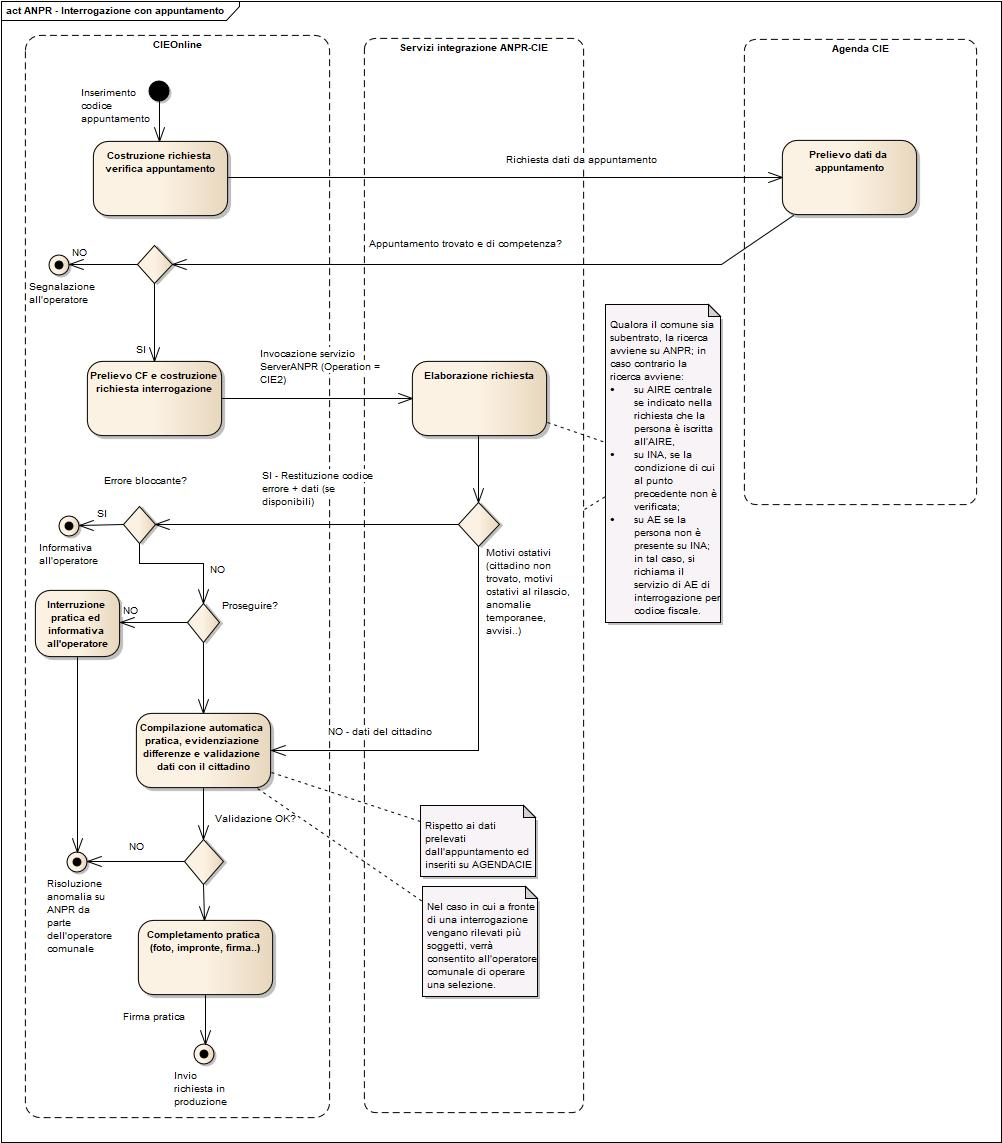 act ANPR - Interrogazione con appuntamento
CIEOnline
Servizi integrazione ANPR-CIE
Agenda CIE
Inserimento
codice
appuntamento
Costruzione richiesta
verifica appuntamento
Richiesta dati da appuntamento
Prelievo dati da
appuntamento
Appuntamento trovato e di competenza?
NO
Segnalazione
all'operatore
SI
Prelievo CF e costruzione
richiesta interrogazione
Invocazione servizio
ServerANPR (Operation =
CIE2)
Elaborazione richiesta
Qualora il comune sia
subentrato, la ricerca
avviene su ANPR; in
caso contrario la
ricerca avviene:
• su AIRE centrale
se indicato nella
richiesta che la
persona è iscritta
all'AIRE,
• su INA, se la
condizione di cui
al punto
precedente non è
verificata;
• su AE se la
persona non è
presente su INA;
in tal caso, si
richiama il
servizio di AE di
interrogazione per
codice fiscale.
Errore bloccante?
SI - Restituzione codice
errore + dati (se
disponibili)
SI
Informativa
all'operatore
NO
Motivi ostativi
(cittadino non
trovato, motivi
ostativi al rilascio,
anomalie
temporanee,
avvisi..)
Proseguire?
NO
Interruzione
pratica ed
informativa
all'operatore
Compilazione automatica
pratica, evidenziazione
differenze e validazione
dati con il cittadino
NO - dati del cittadino
Validazione OK?
Rispetto ai dati
prelevati
dall'appuntamento ed
inseriti su AGENDACIE
NO
Risoluzione
anomalia su
ANPR da
parte
dell'operatore
comunale
Nel caso in cui a fronte
di una interrogazione
vengano rilevati più
soggetti, verrà
consentito all'operatore
comunale di operare
una selezione.
Completamento pratica
(foto, impronte, firma..)
Firma pratica
Invio
richiesta in
produzione